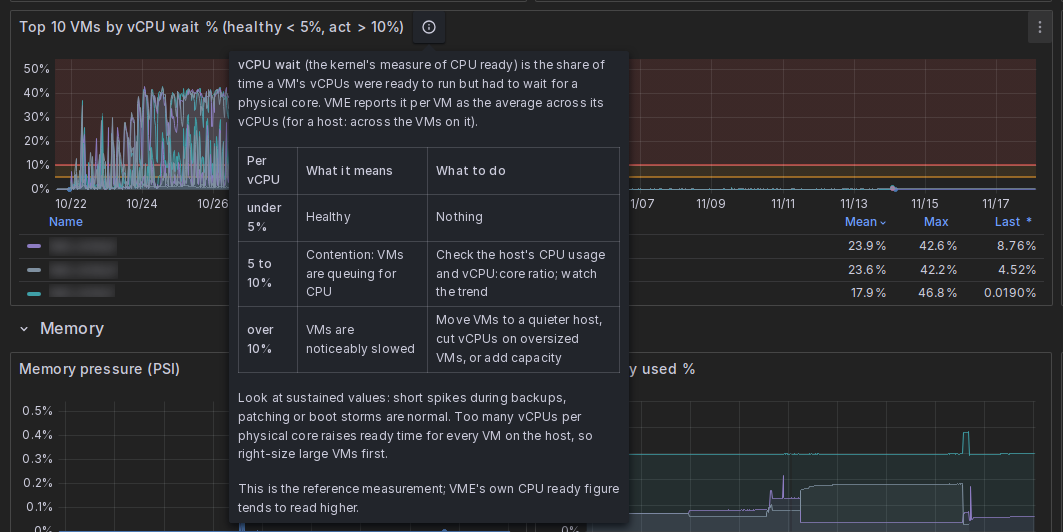 Top 10 VMs by vCPU wait % (healthy < 5%, act > 10%)
vCPU wait (the kernel's measure of CPU ready) is the share of
time a VM's vCPUs were ready to run but had to wait for a
physical core. VME reports it per VM as the average across its
vCPUs (for a host: across the VMs on it).
Per vCPU
What it means
What to do
under 5%
Healthy
Nothing
5 to 10%
Contention: VMs
are queuing for
CPU
Check the host's CPU usage
and vCPU:core ratio; watch
the trend
over 10%
VMs are
noticeably slowed
Move VMs to a quieter host,
cut vCPUs on oversized
VMs, or add capacity
Look at sustained values: short spikes during backups,
patching or boot storms are normal. Too many vCPUs per
physical core raises ready time for every VM on the host, so
right-size large VMs first.
This is the reference measurement; VME's own CPU ready figure
tends to read higher.
50%
40%
30%
20%
10%
0%
10/22 10/24 10/26 1/07 11/09 11/11 11/13 11/15 11/17
Name Mean Max Last *
23.9% 42.6% 8.76%
23.6% 42.2% 4.52%
17.9% 46.8% 0.0190%
Memory
Memory pressure (PSI)
0.5%
0.4%
0.3%
0.2%
0.1%
0%
y used %
0%